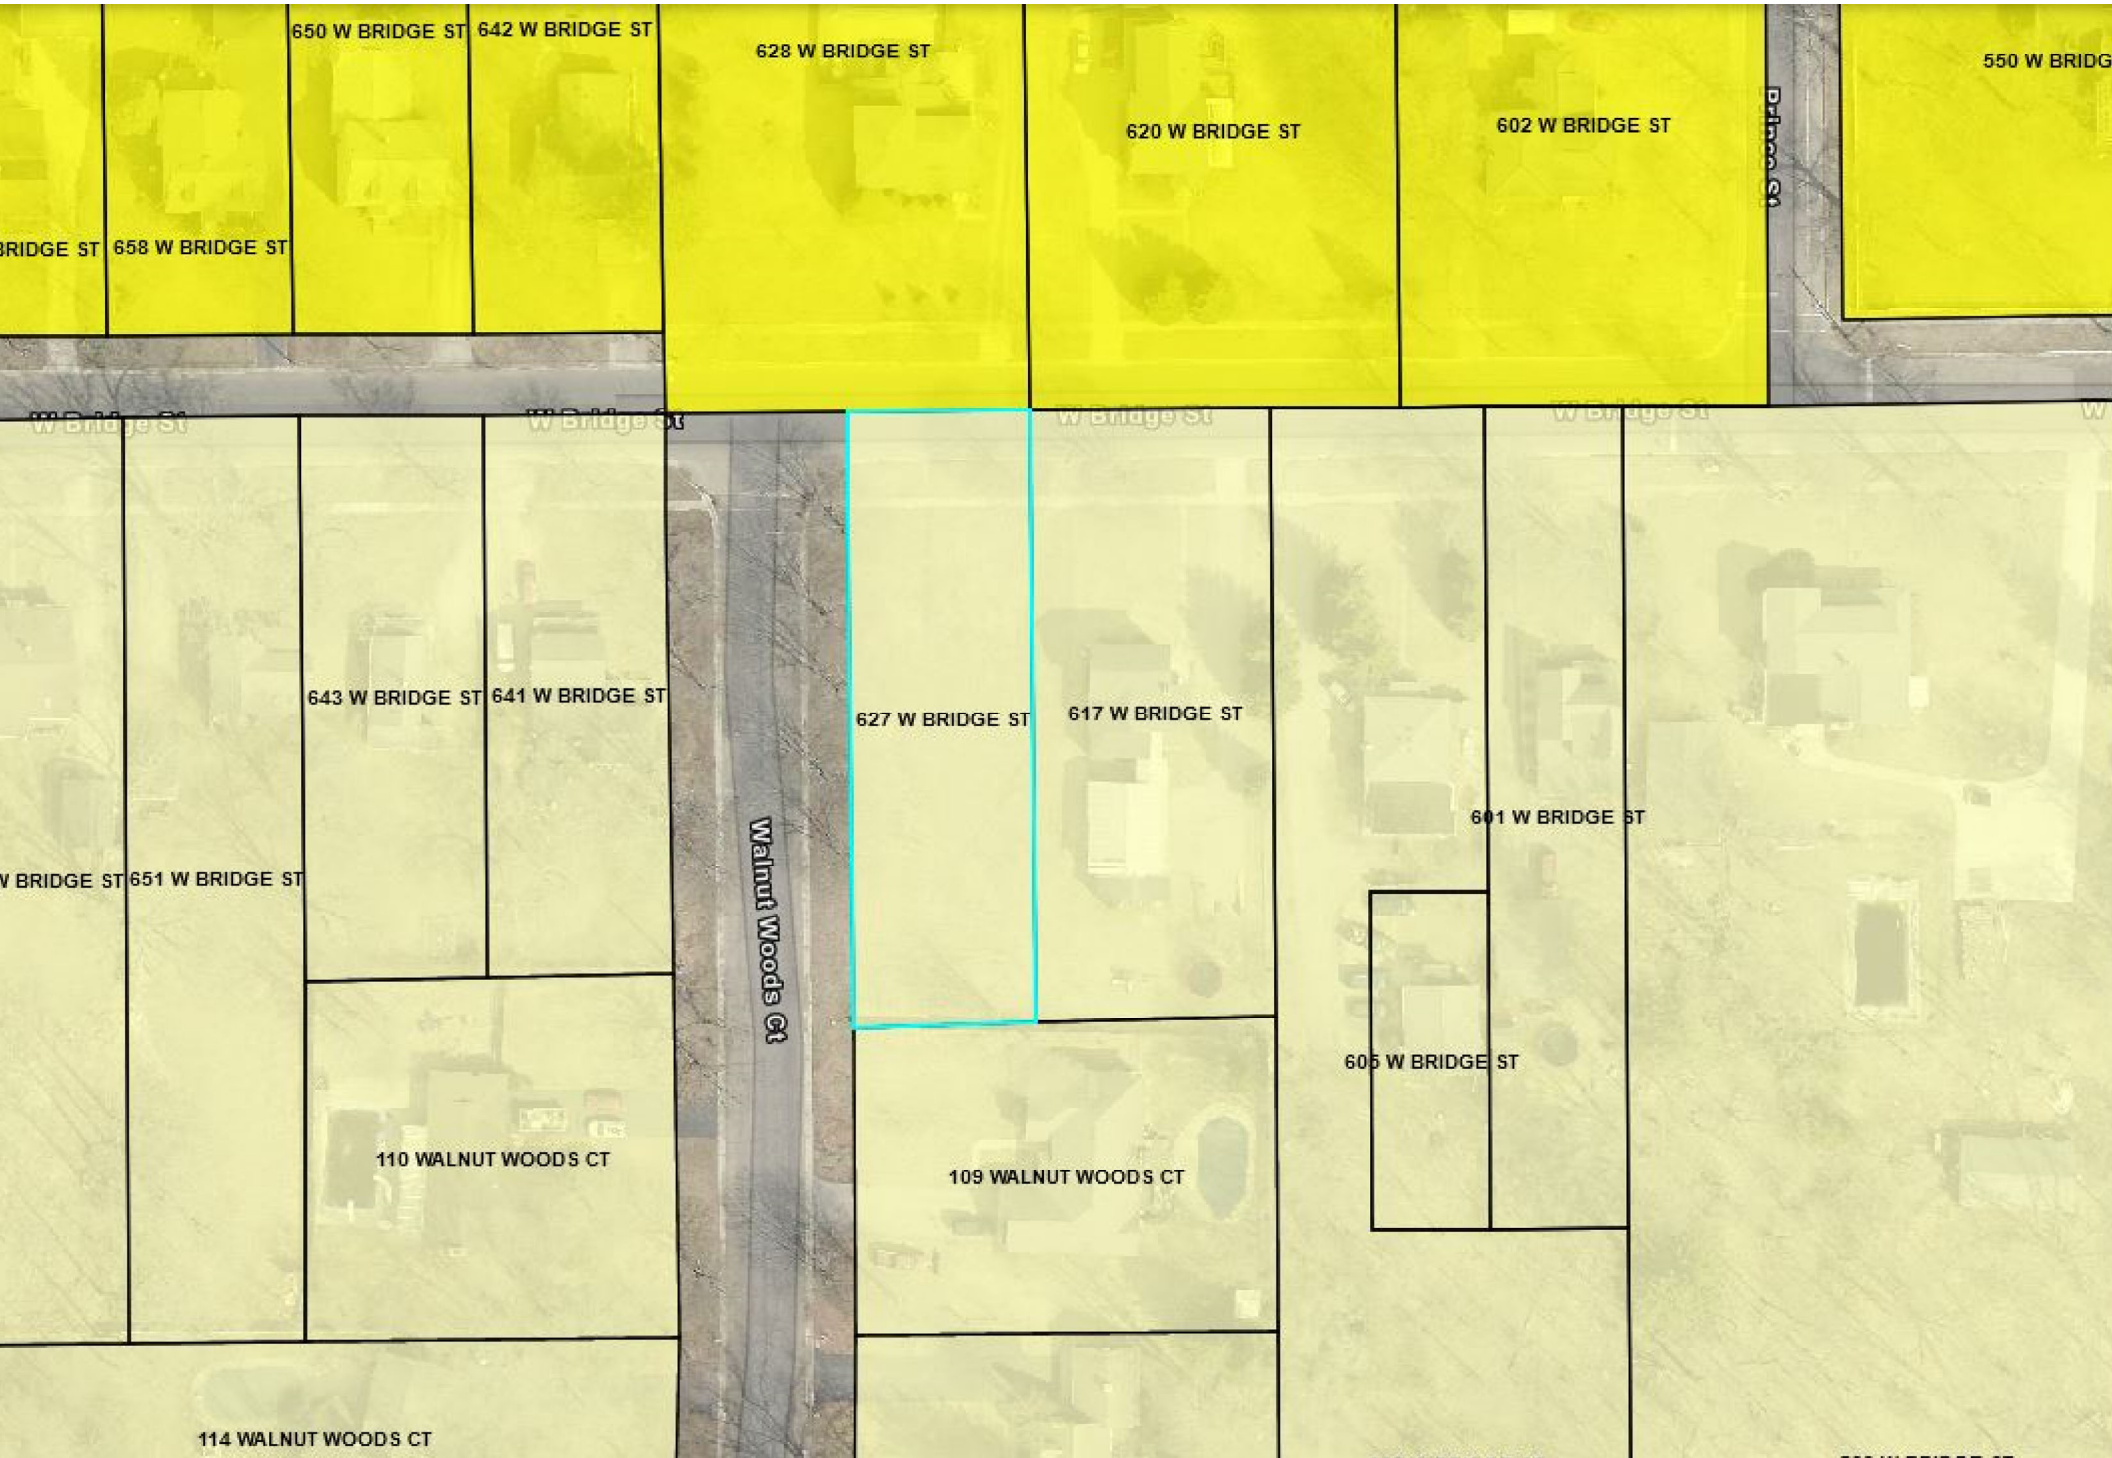 650 W BRIDGE ST
642 W BRIDGE ST
628 W BRIDGE ST
550 W BRIDG
620 W BRIDGE ST
602 W BRIDGE ST
Prince St
BRIDGE ST
658 W BRIDGE ST
W Bridge St
W Bridge St
W Bridge St
W Bridge St
W
643 W BRIDGE ST
641 W BRIDGE ST
627 W BRIDGE ST
617 W BRIDGE ST
601 W BRIDGE ST
W BRIDGE ST
651 W BRIDGE ST
Walnut Woods Ct
605 W BRIDGE ST
110 WALNUT WOODS CT
109 WALNUT WOODS CT
114 WALNUT WOODS CT